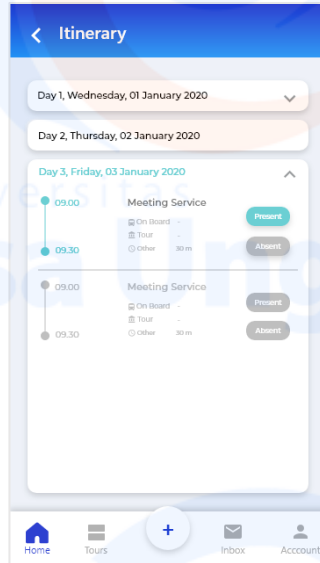 Itinerary
Day 1, Wednesday, 01 January 2020
Day 2, Thursday, 02 January 2020
Day 3, Friday, 03 January 2020
09.00 Meeting Service
Present
On Board -
Tour -
09.30 Other 30 m Absent
09.00 Meeting Service
Present
On Board -
Tour -
09.30 Other 30 m Absent
+
Home Tours Inbox Acccount